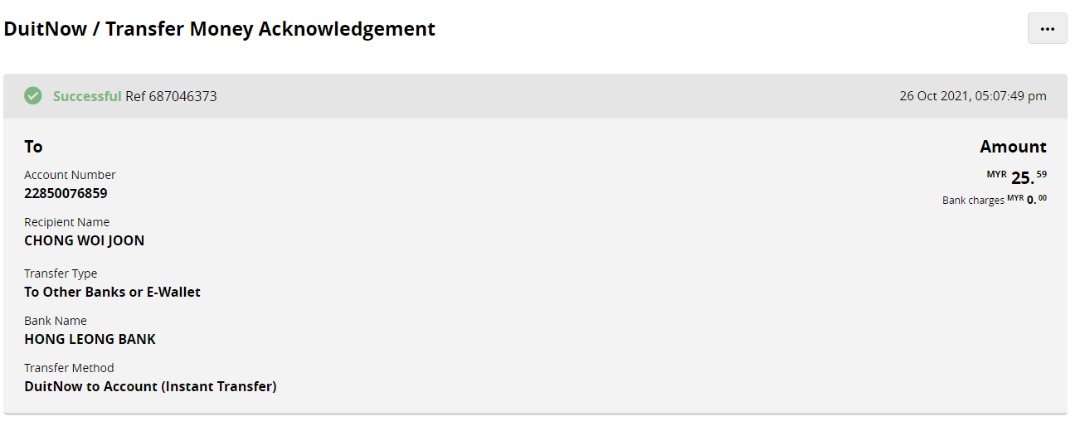 DuitNow / Transfer Money Acknowledgement
...
Successful Ref 687046373
26 Oct 2021, 05:07:49 pm
To
Amount
Account Number
22850076859
MYR 25.59
Bank charges MYR 0.00
Recipient Name
CHONG WOI JOON
Transfer Type
To Other Banks or E-Wallet
Bank Name
HONG LEONG BANK
Transfer Method
DuitNow to Account (Instant Transfer)